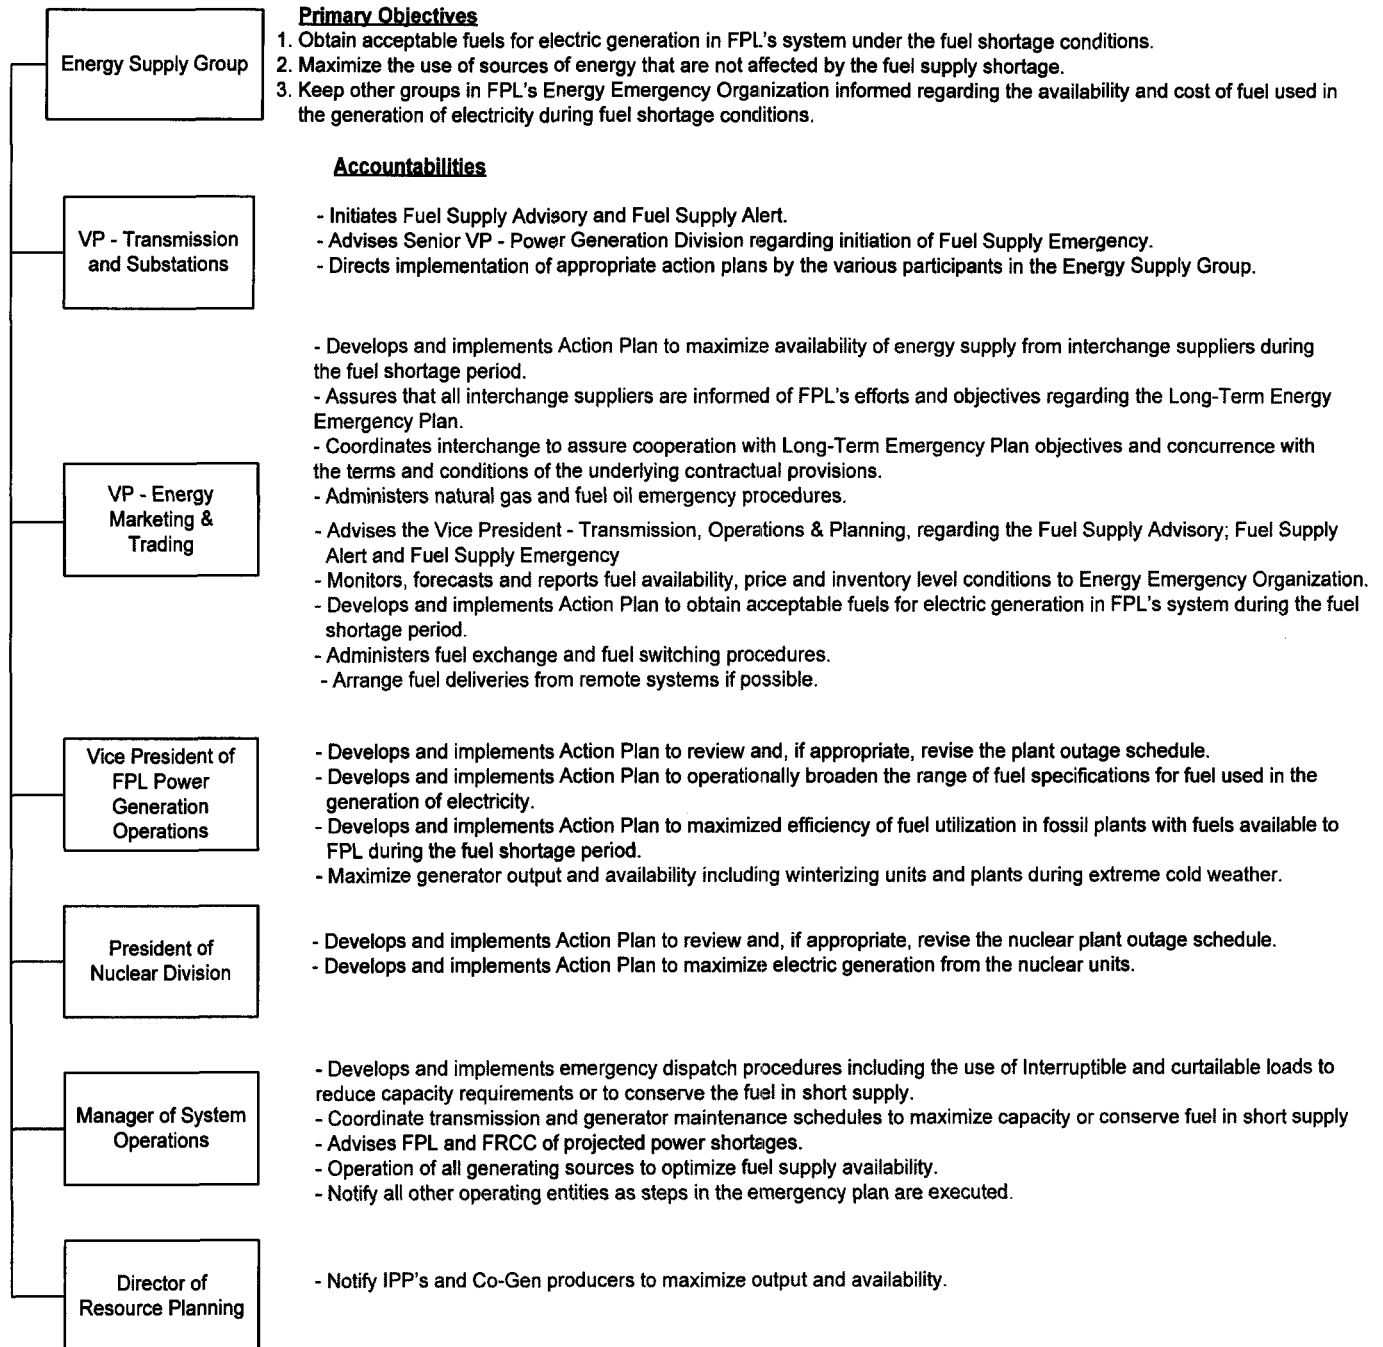 Primary Objectives
Energy Supply Group
1. Obtain acceptable fuels for electric generation in FPL's system under the fuel shortage conditions.
2. Maximize the use of sources of energy that are not affected by the fuel supply shortage.
3. Keep other groups in FPL's Energy Emergency Organization informed regarding the availability and cost of fuel used in
the generation of electricity during fuel shortage conditions.
Accountabilities
VP - Transmission
and Substations
- Initiates Fuel Supply Advisory and Fuel Supply Alert.
- Advises Senior VP - Power Generation Division regarding initiation of Fuel Supply Emergency.
- Directs implementation of appropriate action plans by the various participants in the Energy Supply Group.
VP - Energy
Marketing &
Trading
- Develops and implements Action Plan to maximize availability of energy supply from interchange suppliers during
the fuel shortage period.
- Assures that all interchange suppliers are informed of FPL's efforts and objectives regarding the Long-Term Energy
Emergency Plan.
- Coordinates interchange to assure cooperation with Long-Term Emergency Plan objectives and concurrence with
the terms and conditions of the underlying contractual provisions.
- Administers natural gas and fuel oil emergency procedures.
- Advises the Vice President - Transmission, Operations & Planning, regarding the Fuel Supply Advisory; Fuel Supply
Alert and Fuel Supply Emergency
- Monitors, forecasts and reports fuel availability, price and inventory level conditions to Energy Emergency Organization.
- Develops and implements Action Plan to obtain acceptable fuels for electric generation in FPL's system during the fuel
shortage period.
- Administers fuel exchange and fuel switching procedures.
- Arrange fuel deliveries from remote systems if possible.
Vice President of
FPL Power
Generation
Operations
- Develops and implements Action Plan to review and, if appropriate, revise the plant outage schedule.
- Develops and implements Action Plan to operationally broaden the range of fuel specifications for fuel used in the
generation of electricity.
- Develops and implements Action Plan to maximized efficiency of fuel utilization in fossil plants with fuels available to
FPL during the fuel shortage period.
- Maximize generator output and availability including winterizing units and plants during extreme cold weather.
President of
Nuclear Division
- Develops and implements Action Plan to review and, if appropriate, revise the nuclear plant outage schedule.
- Develops and implements Action Plan to maximize electric generation from the nuclear units.
Manager of System
Operations
- Develops and implements emergency dispatch procedures including the use of Interruptible and curtailable loads to
reduce capacity requirements or to conserve the fuel in short supply.
- Coordinate transmission and generator maintenance schedules to maximize capacity or conserve fuel in short supply
- Advises FPL and FRCC of projected power shortages.
- Operation of all generating sources to optimize fuel supply availability.
- Notify all other operating entities as steps in the emergency plan are executed.
Director of
Resource Planning
- Notify IPP's and Co-Gen producers to maximize output and availability.